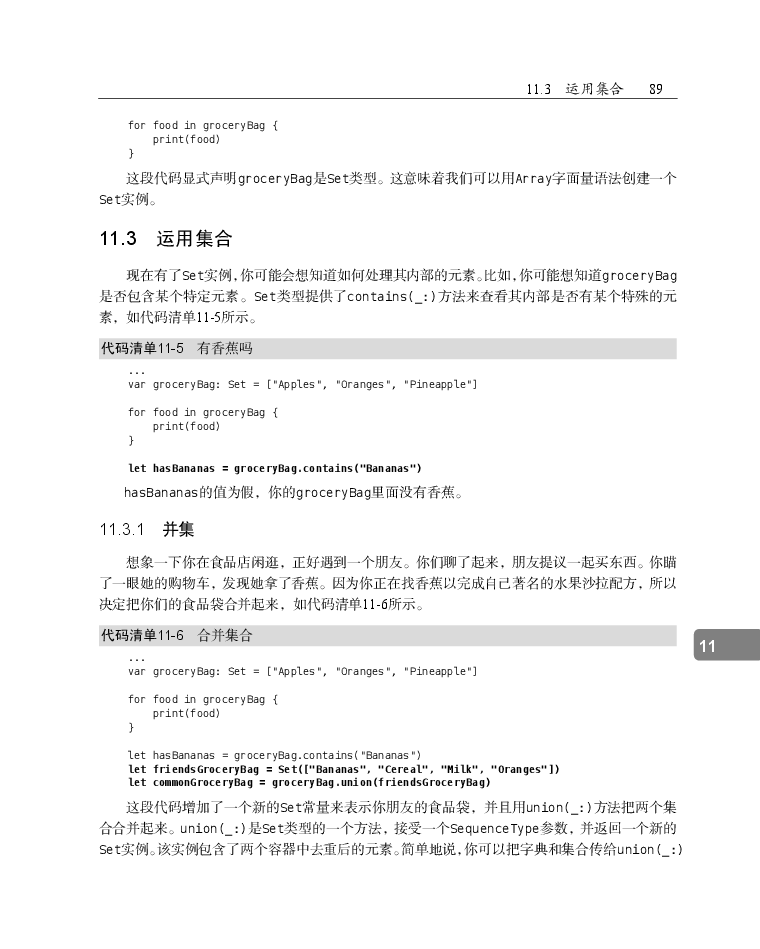 11.3 运用集合 89
for food in groceryBag {
    print(food)
}
这段代码显式声明groceryBag是Set类型。这意味着我们可以用Array字面量语法创建一个
Set实例。
11.3 运用集合
现在有了Set实例,你可能会想知道如何处理其内部的元素。比如,你可能想知道groceryBag
是否包含某个特定元素。Set类型提供了contains(_:)方法来查看其内部是否有某个特殊的元
素，如代码清单11-5所示。
代码清单11-5 有香蕉吗
...
var groceryBag: Set = ["Apples", "Oranges", "Pineapple"]
for food in groceryBag {
    print(food)
}
let hasBananas = groceryBag.contains("Bananas")
hasBananas的值为假，你的groceryBag里面没有香蕉。
11.3.1 并集
想象一下你在食品店闲逛，正好遇到一个朋友。你们聊了起来，朋友提议一起买东西。你瞄
了一眼她的购物车，发现她拿了香蕉。因为你正在找香蕉以完成自己著名的水果沙拉配方，所以
决定把你们的食品袋合并起来，如代码清单11-6所示。
代码清单11-6 合并集合
11
...
var groceryBag: Set = ["Apples", "Oranges", "Pineapple"]
for food in groceryBag {
    print(food)
}
let hasBananas = groceryBag.contains("Bananas")
let friendsGroceryBag = Set(["Bananas", "Cereal", "Milk", "Oranges"])
let commonGroceryBag = groceryBag.union(friendsGroceryBag)
这段代码增加了一个新的Set常量来表示你朋友的食品袋，并且用union(_:)方法把两个集
合合并起来。union(_:)是Set类型的一个方法，接受一个SequenceType参数，并返回一个新的
Set实例。该实例包含了两个容器中去重后的元素。简单地说,你可以把字典和集合传给union(_:)